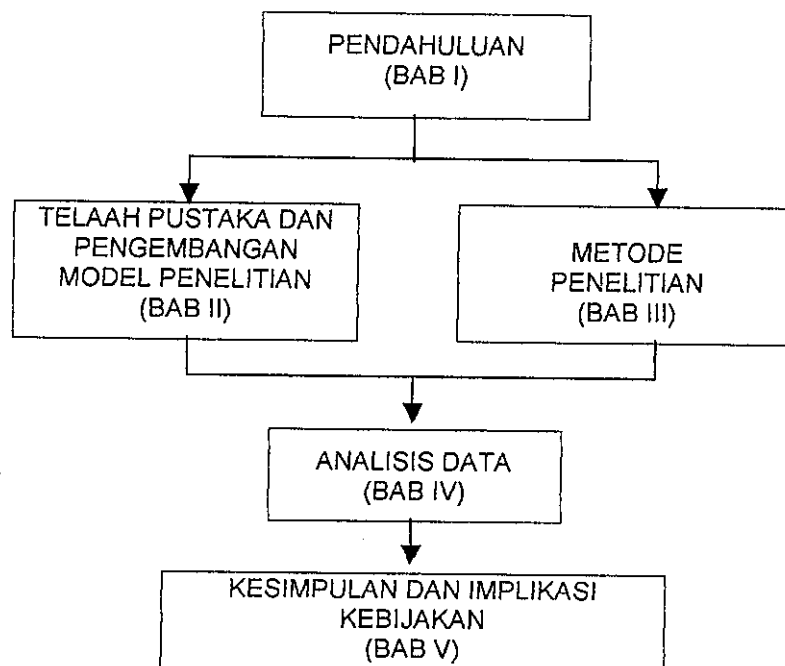 PENDAHULUAN
(BAB I)
TELAAH PUSTAKA DAN
PENGEMBANGAN
MODEL PENELITIAN
(BAB II)
METODE
PENELITIAN
(BAB III)
ANALISIS DATA
(BAB IV)
KESIMPULAN DAN IMPLIKASI
KEBIJAKAN
(BAB V)